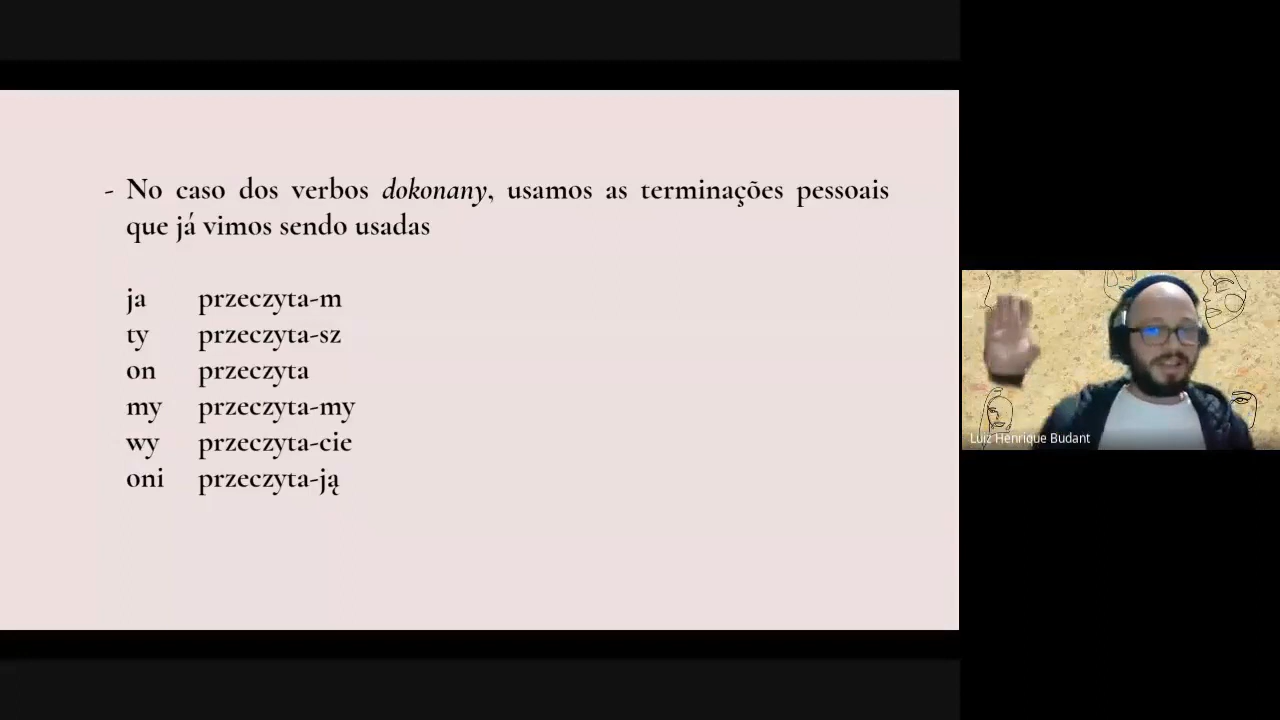 - No caso dos verbos dokonany, usamos as terminações pessoais
que já vimos sendo usadas
ja przeczyta-m
ty przeczyta-sz
on przeczyta
my przeczyta-my
wy przeczyta-cie
oni przeczyta-ją
Luiz Henrique Budant